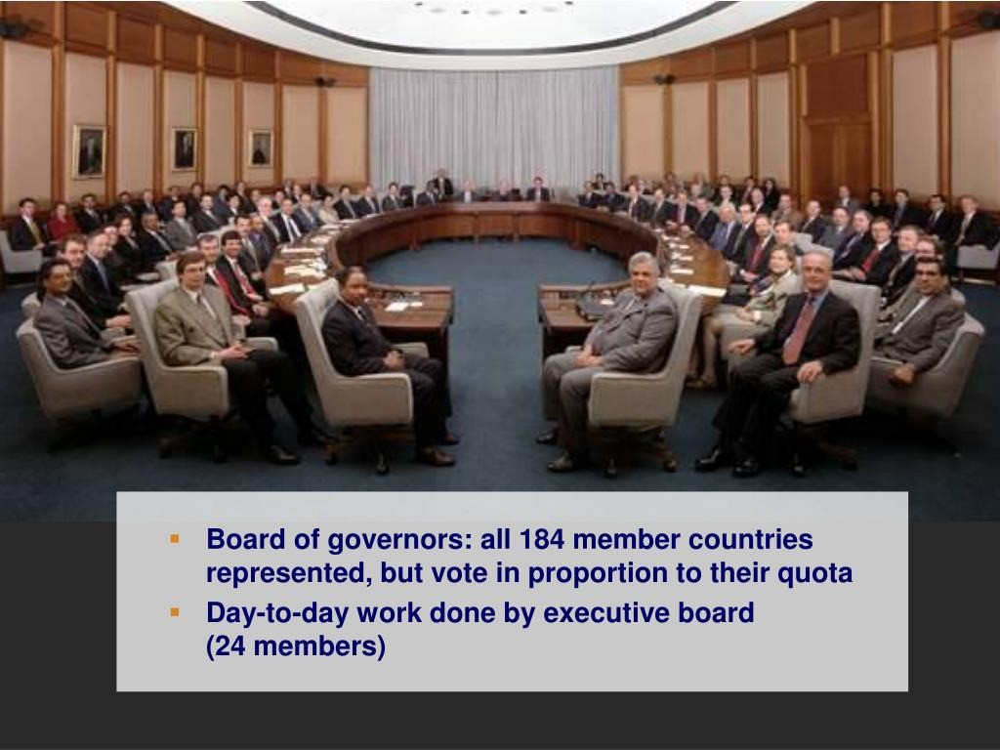 Board of governors: all 184 member countries
represented, but vote in proportion to their quota
Day-to-day work done by executive board
(24 members)